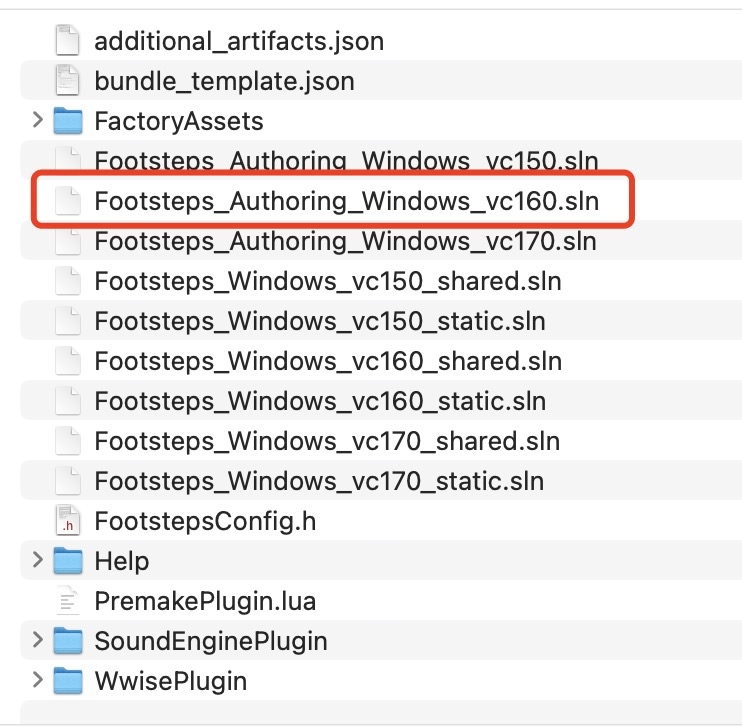 additional_artifacts.json
bundle_template.json
FactoryAssets
Footsteps_Authoring_Windows_vc150.sln
Footsteps_Authoring_Windows_vc160.sln
Footsteps_Authoring_Windows_vc170.sln
Footsteps_Windows_vc150_shared.sln
Footsteps_Windows_vc150_static.sln
Footsteps_Windows_vc160_shared.sln
Footsteps_Windows_vc160_static.sln
Footsteps_Windows_vc170_shared.sln
Footsteps_Windows_vc170_static.sln
.h FootstepsConfig.h
Help
PremakePlugin.lua
SoundEnginePlugin
WwisePlugin